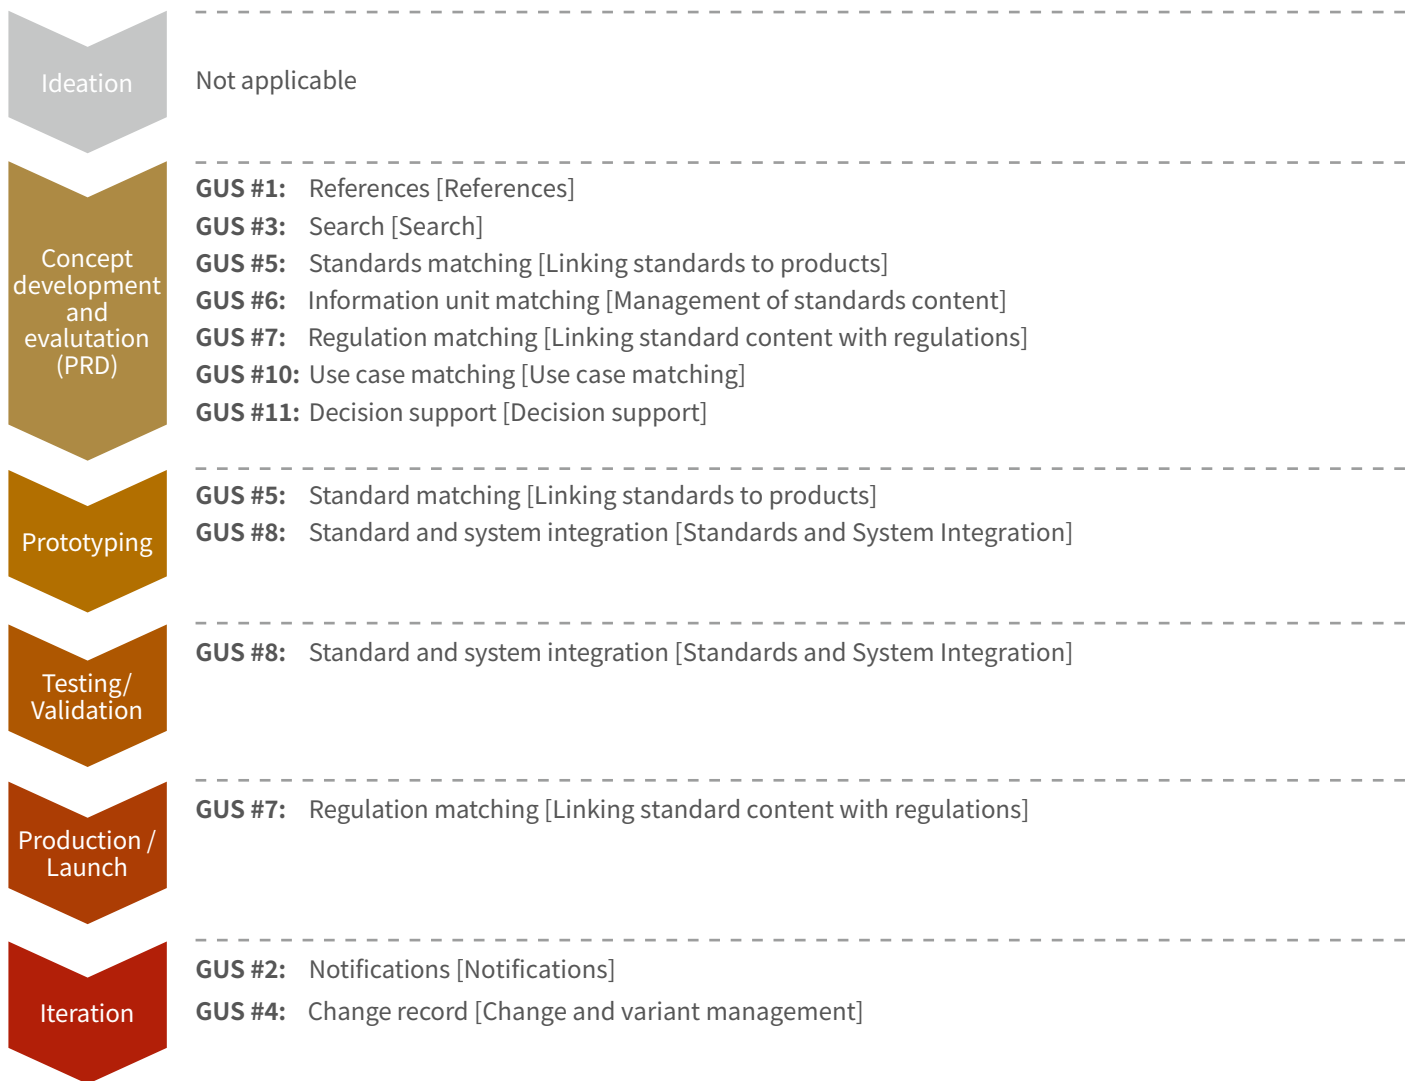 Ideation
Not applicable
Concept
development
and
evalutation
(PRD)
GUS #1: References [References]
GUS #3: Search [Search]
GUS #5: Standards matching [Linking standards to products]
GUS #6: Information unit matching [Management of standards content]
GUS #7: Regulation matching [Linking standard content with regulations]
GUS #10: Use case matching [Use case matching]
GUS #11: Decision support [Decision support]
Prototyping
GUS #5: Standard matching [Linking standards to products]
GUS #8: Standard and system integration [Standards and System Integration]
Testing/
Validation
GUS #8: Standard and system integration [Standards and System Integration]
Production /
Launch
GUS #7: Regulation matching [Linking standard content with regulations]
Iteration
GUS #2: Notifications [Notifications]
GUS #4: Change record [Change and variant management]